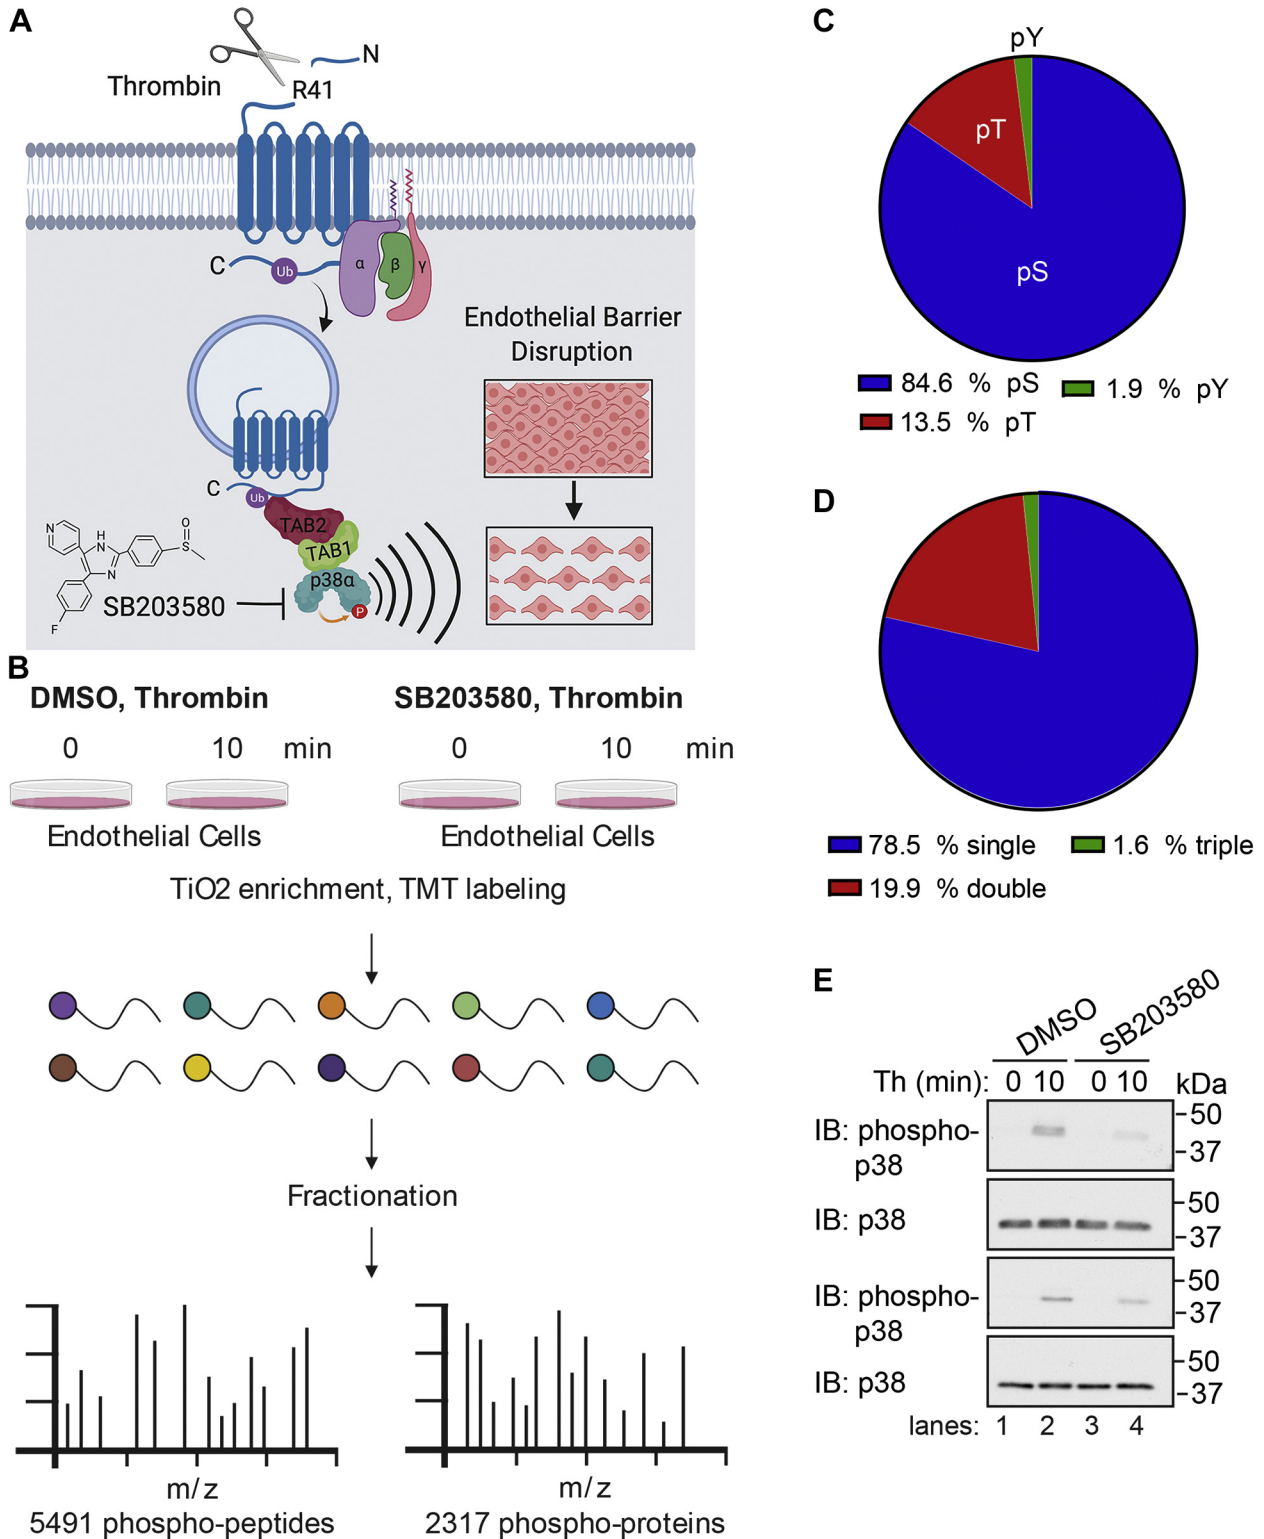 A
Thrombin
N
R41
C
Ub
α
β
γ
Endothelial Barrier
Disruption
C
Ub
TAB2
TAB1
p38α
P
N
H
N
N
O
S
F
SB203580
B
DMSO, Thrombin
SB203580, Thrombin
0 10 min
0 10 min
Endothelial Cells
Endothelial Cells
TiO2 enrichment, TMT labeling
Fractionation
m/z
m/z
5491 phospho-peptides
2317 phospho-proteins
C
pY
pT
pS
84.6 % pS
1.9 % pY
13.5 % pT
D
78.5 % single
1.6 % triple
19.9 % double
E
DMSO
SB203580
Th (min): 0 10 0 10 kDa
IB: phospho-
p38
-50
-37
IB: p38
-50
-37
IB: phospho-
p38
-50
-37
IB: p38
-50
-37
lanes: 1 2 3 4